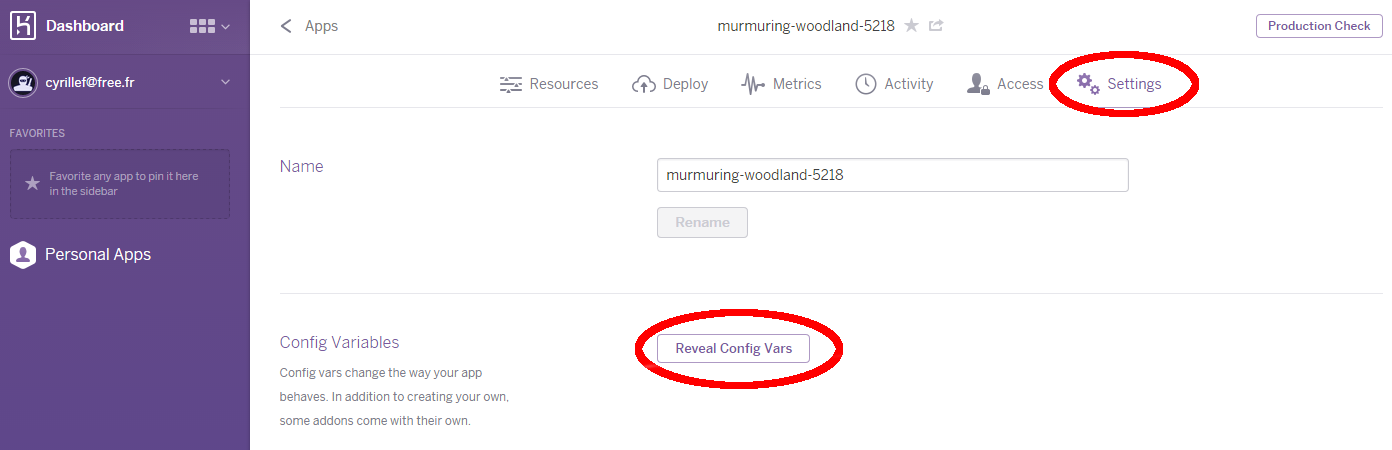 Dashboard
cyrillef@free.fr
FAVORITES
Favorite any app to pin it here
in the sidebar
Personal Apps
Apps
murmuring-woodland-5218
Production Check
Resources
Deploy
Metrics
Activity
Access
Settings
Name
murmuring-woodland-5218
Rename
Config Variables
Reveal Config Vars
Config vars change the way your app
behaves. In addition to creating your own,
some addons come with their own.